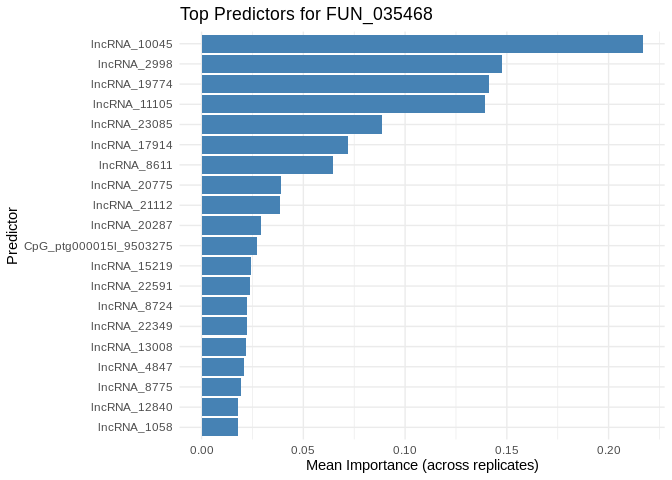 Top Predictors for FUN_035468
Predictor
lncRNA_10045
lncRNA_2998
lncRNA_19774
lncRNA_11105
lncRNA_23085
lncRNA_17914
lncRNA_8611
lncRNA_20775
lncRNA_21112
lncRNA_20287
CpG_ptg000015l_9503275
lncRNA_15219
lncRNA_22591
lncRNA_8724
lncRNA_22349
lncRNA_13008
lncRNA_4847
lncRNA_8775
lncRNA_12840
lncRNA_1058
0.00 0.05 0.10 0.15 0.20
Mean Importance (across replicates)